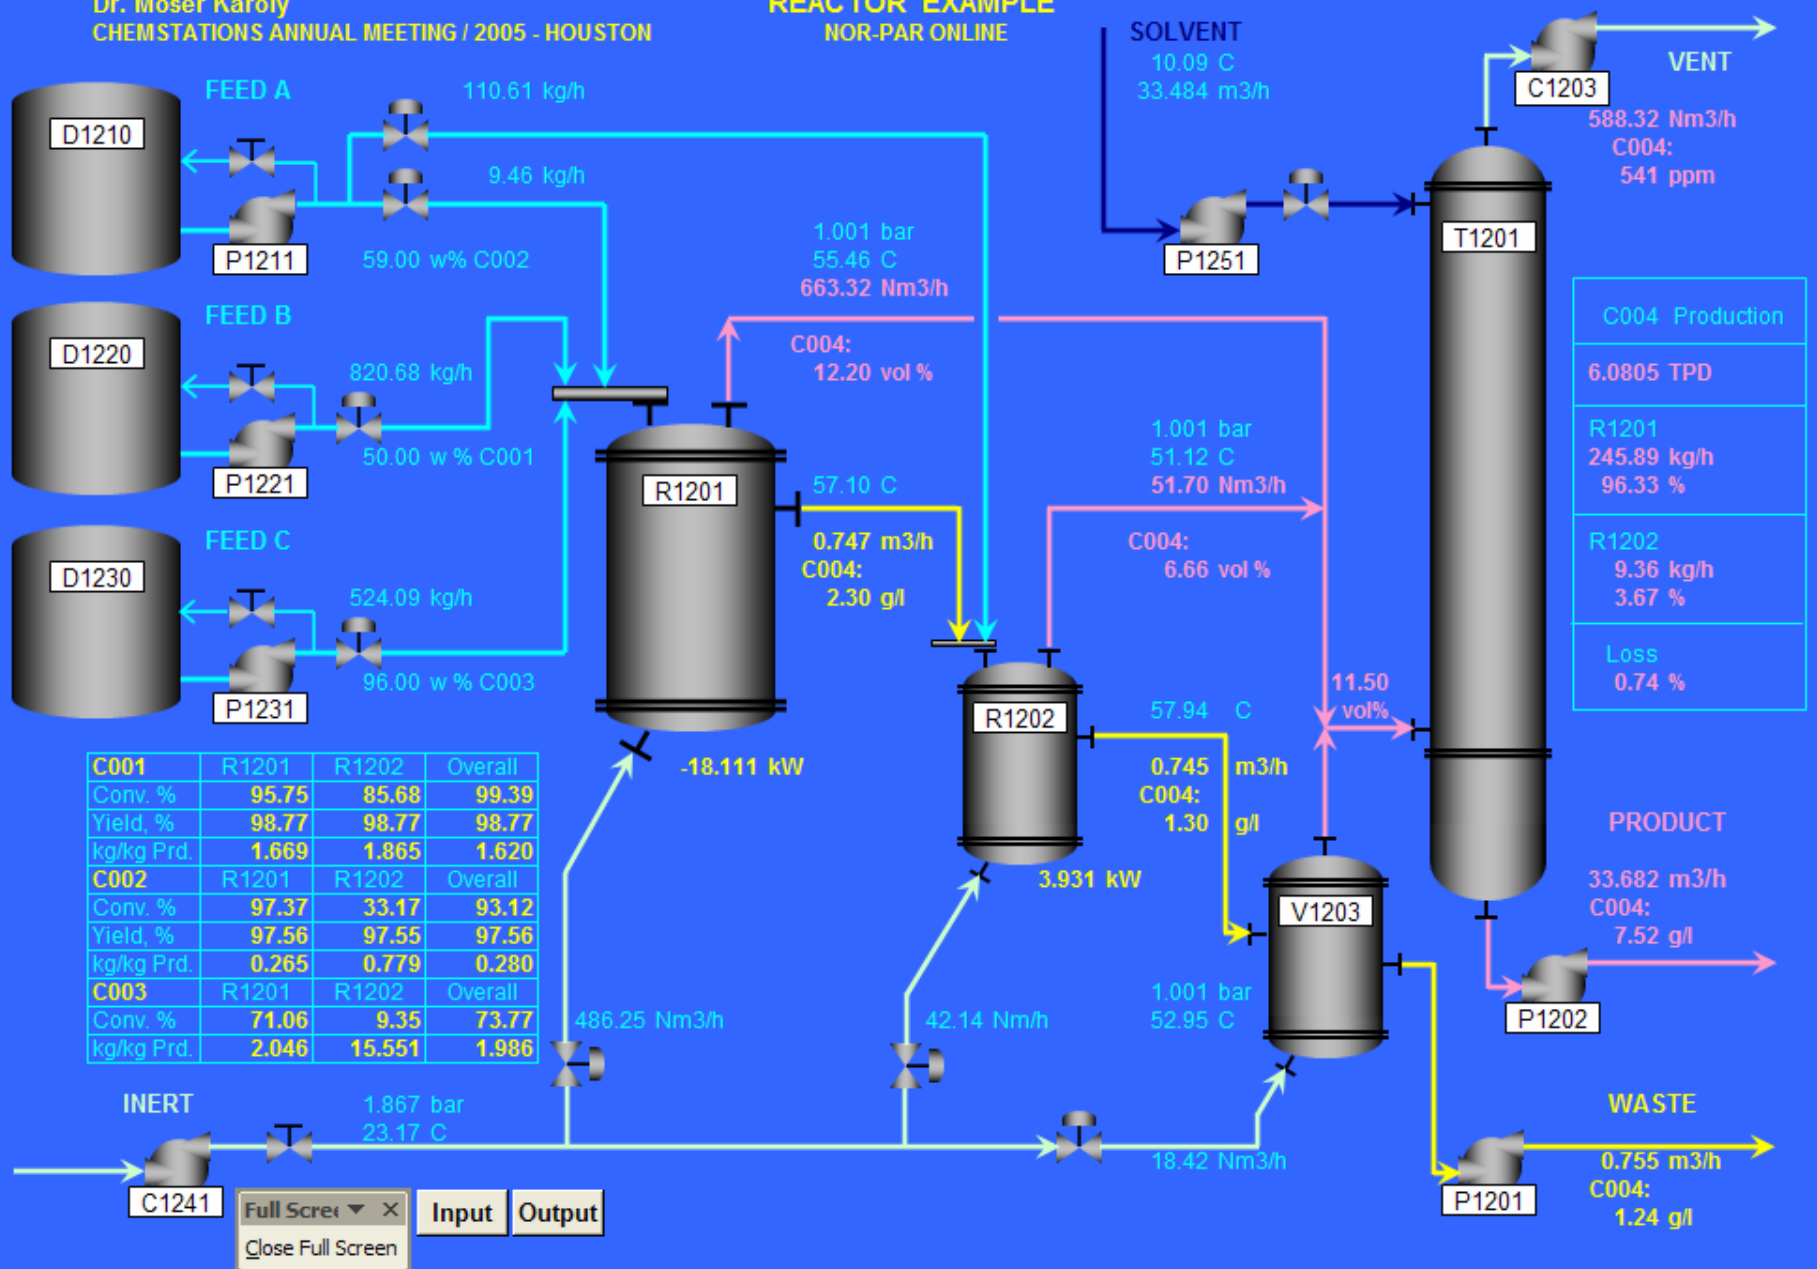 Dr. Moser Karoly
CHEMSTATIONS ANNUAL MEETING / 2005 - HOUSTON
REACTOR EXAMPLE
NOR-PAR ONLINE
SOLVENT
10.09 C
33.484 m3/h
VENT
C1203
588.32 Nm3/h
C004:
541 ppm
FEED A
110.61 kg/h
D1210
9.46 kg/h
P1211
59.00 w% C002
1.001 bar
55.46 C
663.32 Nm3/h
P1251
T1201
FEED B
D1220
820.68 kg/h
C004:
12.20 vol %
P1221
50.00 w % C001
R1201
57.10 C
0.747 m3/h
C004:
2.30 g/l
1.001 bar
51.12 C
51.70 Nm3/h
C004:
6.66 vol %
C004 Production
6.0805 TPD
R1201
245.89 kg/h
96.33 %
R1202
9.36 kg/h
3.67 %
Loss
0.74 %
FEED C
D1230
524.09 kg/h
P1231
96.00 w % C003
R1202
11.50
vol%
57.94 C
0.745 m3/h
C004:
1.30 g/l
-18.111 kW
3.931 kW
V1203
PRODUCT
33.682 m3/h
C004:
7.52 g/l
P1202
C001 R1201 R1202 Overall
Conv. % 95.75 85.68 99.39
Yield, % 98.77 98.77 98.77
kg/kg Prd. 1.669 1.865 1.620
C002 R1201 R1202 Overall
Conv. % 97.37 33.17 93.12
Yield, % 97.56 97.55 97.56
kg/kg Prd. 0.265 0.779 0.280
C003 R1201 R1202 Overall
Conv. % 71.06 9.35 73.77
kg/kg Prd. 2.046 15.551 1.986
486.25 Nm3/h
42.14 Nm/h
1.001 bar
52.95 C
INERT
1.867 bar
23.17 C
18.42 Nm3/h
C1241
WASTE
0.755 m3/h
C004:
1.24 g/l
P1201
Full Scree
Close Full Screen
Input
Output